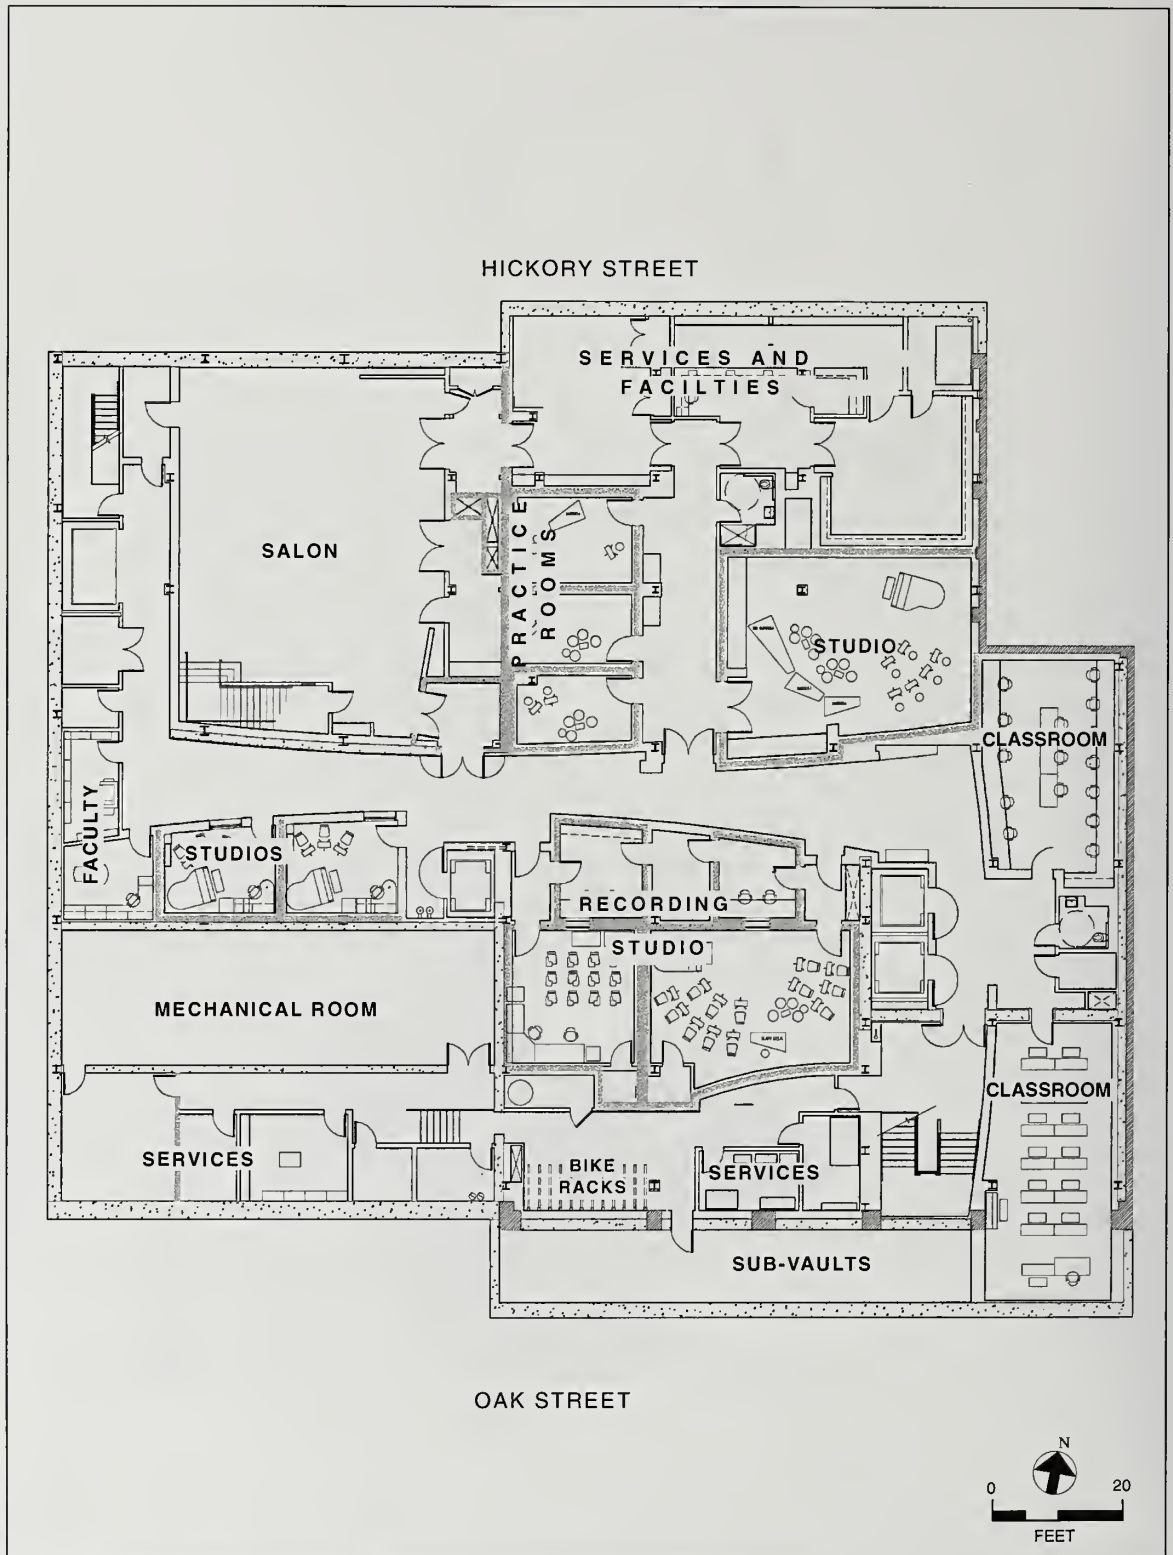 HICKORY STREET
SERVICES AND
FACILTIES
PRACTICE
ROOMS
SALON
STUDIO
CLASSROOM
FACULTY
STUDIOS
RECORDING
STUDIO
MECHANICAL ROOM
CLASSROOM
SERVICES
BIKE
RACKS
SERVICES
SUB-VAULTS
OAK STREET
N
0 20
FEET